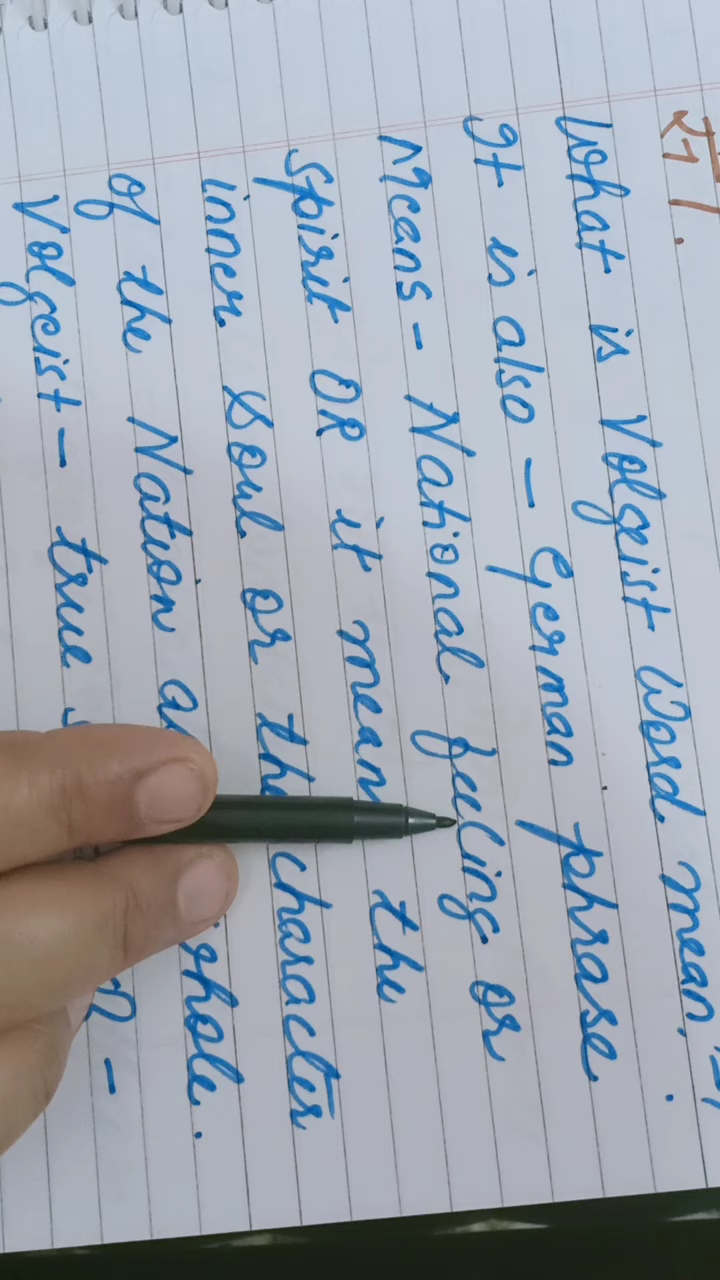 What is Volgeist Word mean,
It is also - German phrase
Means - National feeling or
Spirit OR it mean the
inner Soul or the character
of the Nation
Volgeist - true